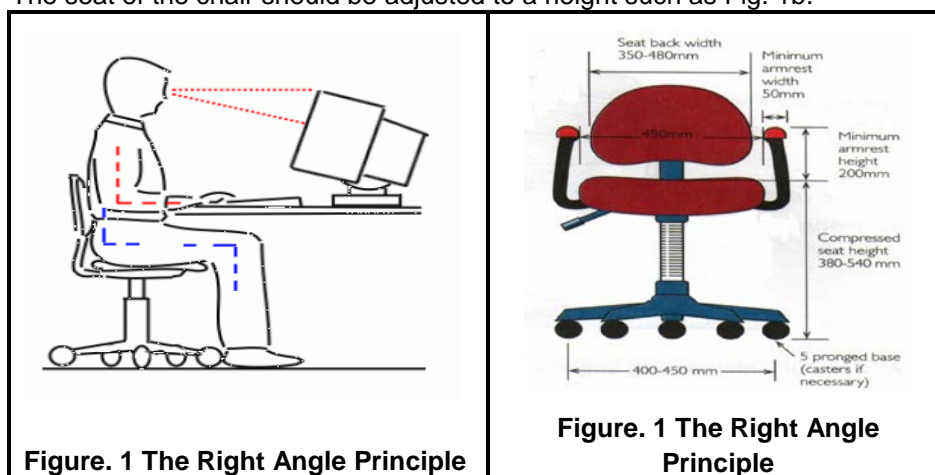 The seat of the chair should be adjusted to a height such as Fig. 1b.
Seat back width
350-480mm
Minimum
armrest
width
50mm
450mm
Minimum
armrest
height
200mm
Compressed
seat height
380-540 mm
400-450 mm
5 pronged base
(casters if
necessary)
Figure. 1 The Right Angle Principle
Figure. 1 The Right Angle
Principle